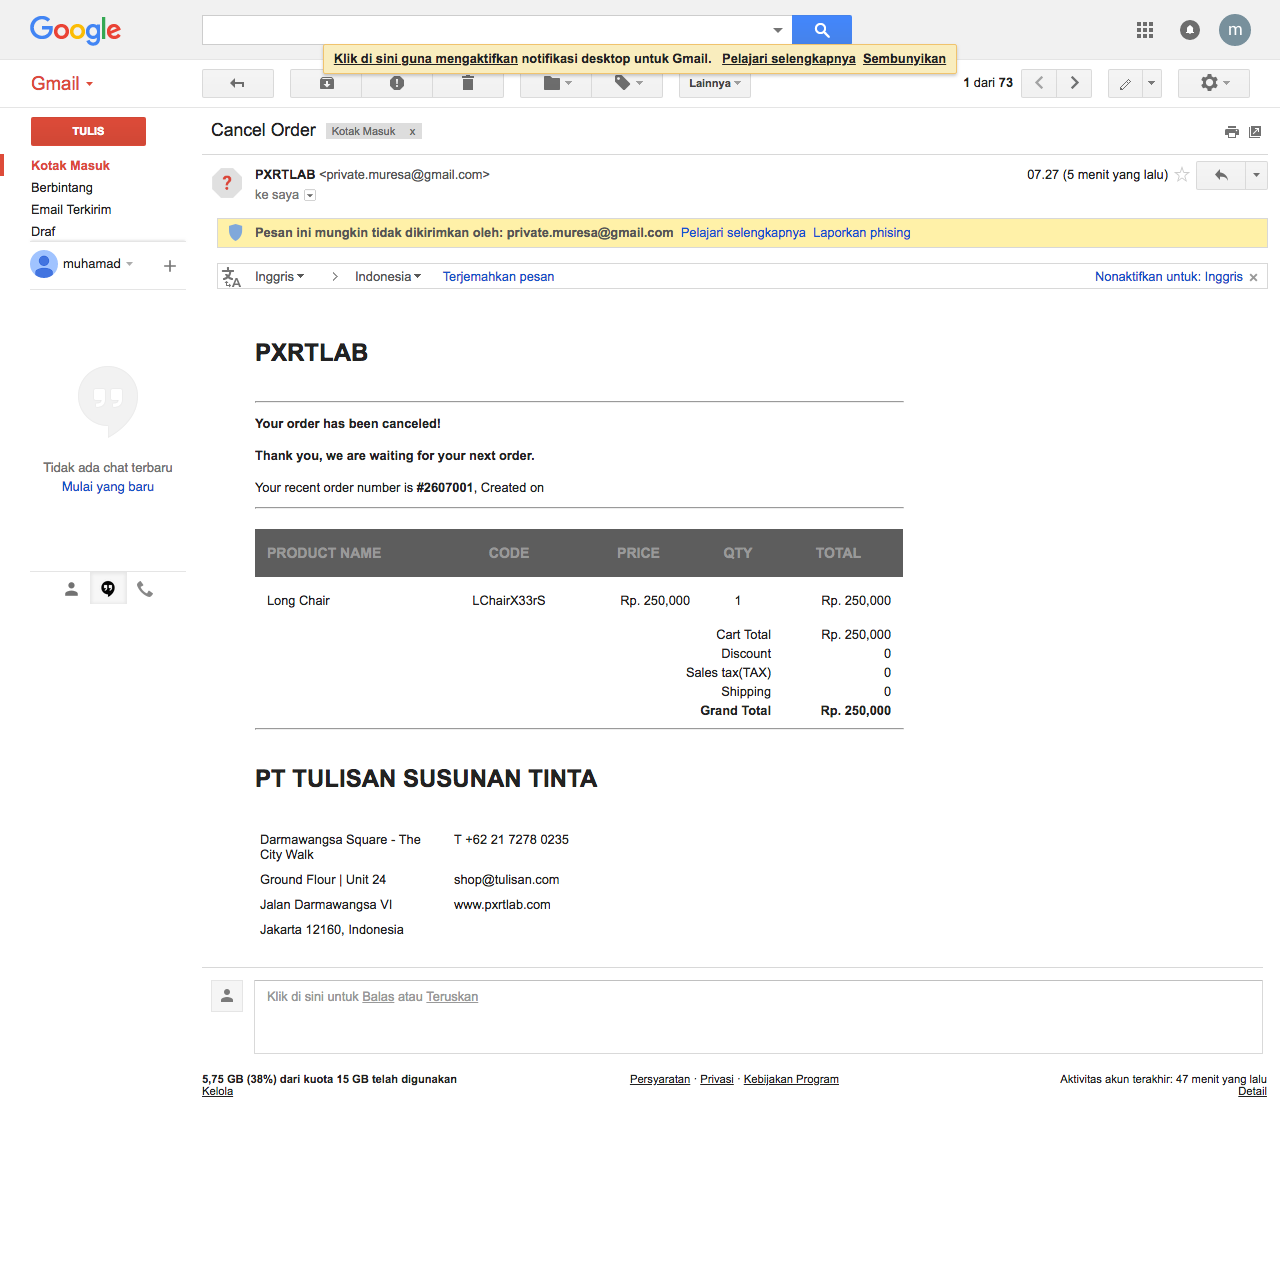 Google
Klik di sini guna mengaktifkan notifikasi desktop untuk Gmail. Pelajari selengkapnya Sembunyikan
m
Gmail
Lainnya
1 dari 73
TULIS
Kotak Masuk
Berbintang
Email Terkirim
Draf
muhamad
Tidak ada chat terbaru
Mulai yang baru
Cancel Order Kotak Masuk x
PXRTLAB <private.muresa@gmail.com>
07.27 (5 menit yang lalu)
ke saya
Pesan ini mungkin tidak dikirimkan oleh: private.muresa@gmail.com Pelajari selengkapnya Laporkan phising
Inggris > Indonesia Terjemahkan pesan Nonaktifkan untuk: Inggris ×
PXRTLAB
Your order has been canceled!
Thank you, we are waiting for your next order.
Your recent order number is #2607001, Created on
PRODUCT NAME CODE PRICE QTY TOTAL
Long Chair LChairX33rS Rp. 250,000 1 Rp. 250,000
Cart Total Rp. 250,000
Discount 0
Sales tax(TAX) 0
Shipping 0
Grand Total Rp. 250,000
PT TULISAN SUSUNAN TINTA
Darmawangsa Square - The City Walk T +62 21 7278 0235
Ground Flour | Unit 24 shop@tulisan.com
Jalan Darmawangsa VI www.pxrtlab.com
Jakarta 12160, Indonesia
Klik di sini untuk Balas atau Teruskan
5,75 GB (38%) dari kuota 15 GB telah digunakan
Kelola
Persyaratan · Privasi · Kebijakan Program
Aktivitas akun terakhir: 47 menit yang lalu
Detail